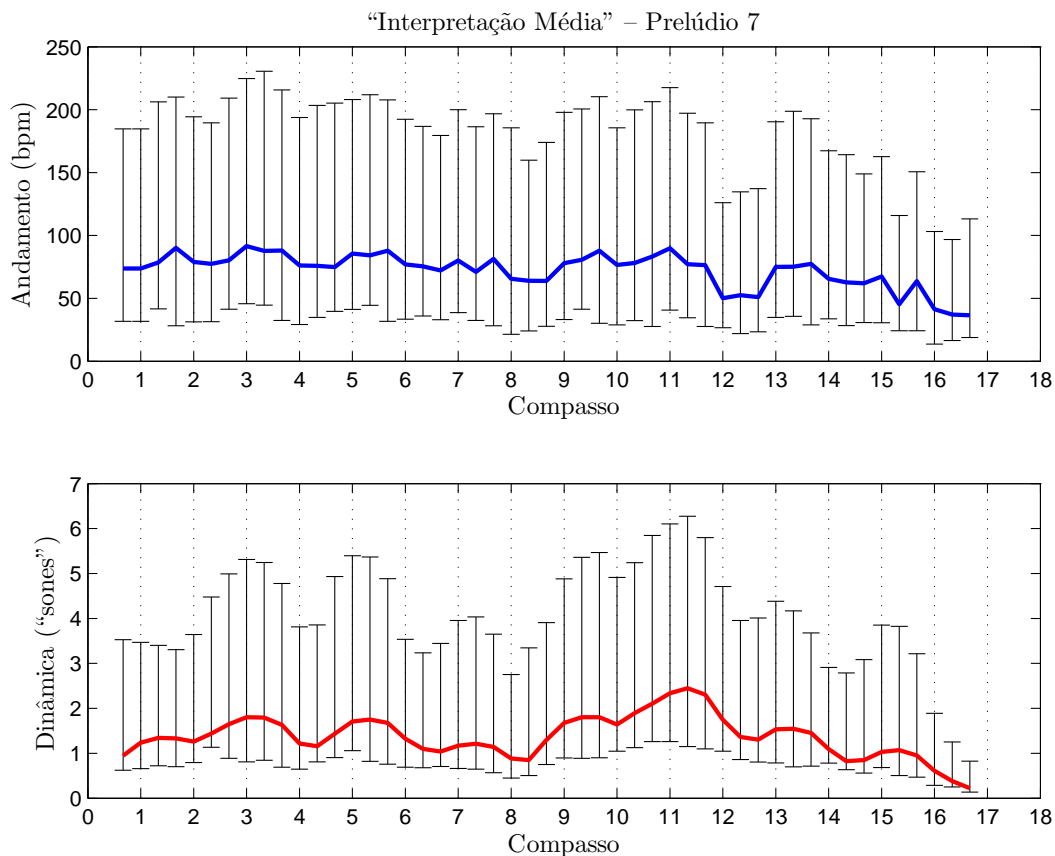 “Interpretação Média” – Prelúdio 7
Andamento (bpm)
250
200
150
100
50
0
0 1 2 3 4 5 6 7 8 9 10 11 12 13 14 15 16 17 18
Compasso
Dinâmica (“sones”)
7
6
5
4
3
2
1
0
0 1 2 3 4 5 6 7 8 9 10 11 12 13 14 15 16 17 18
Compasso